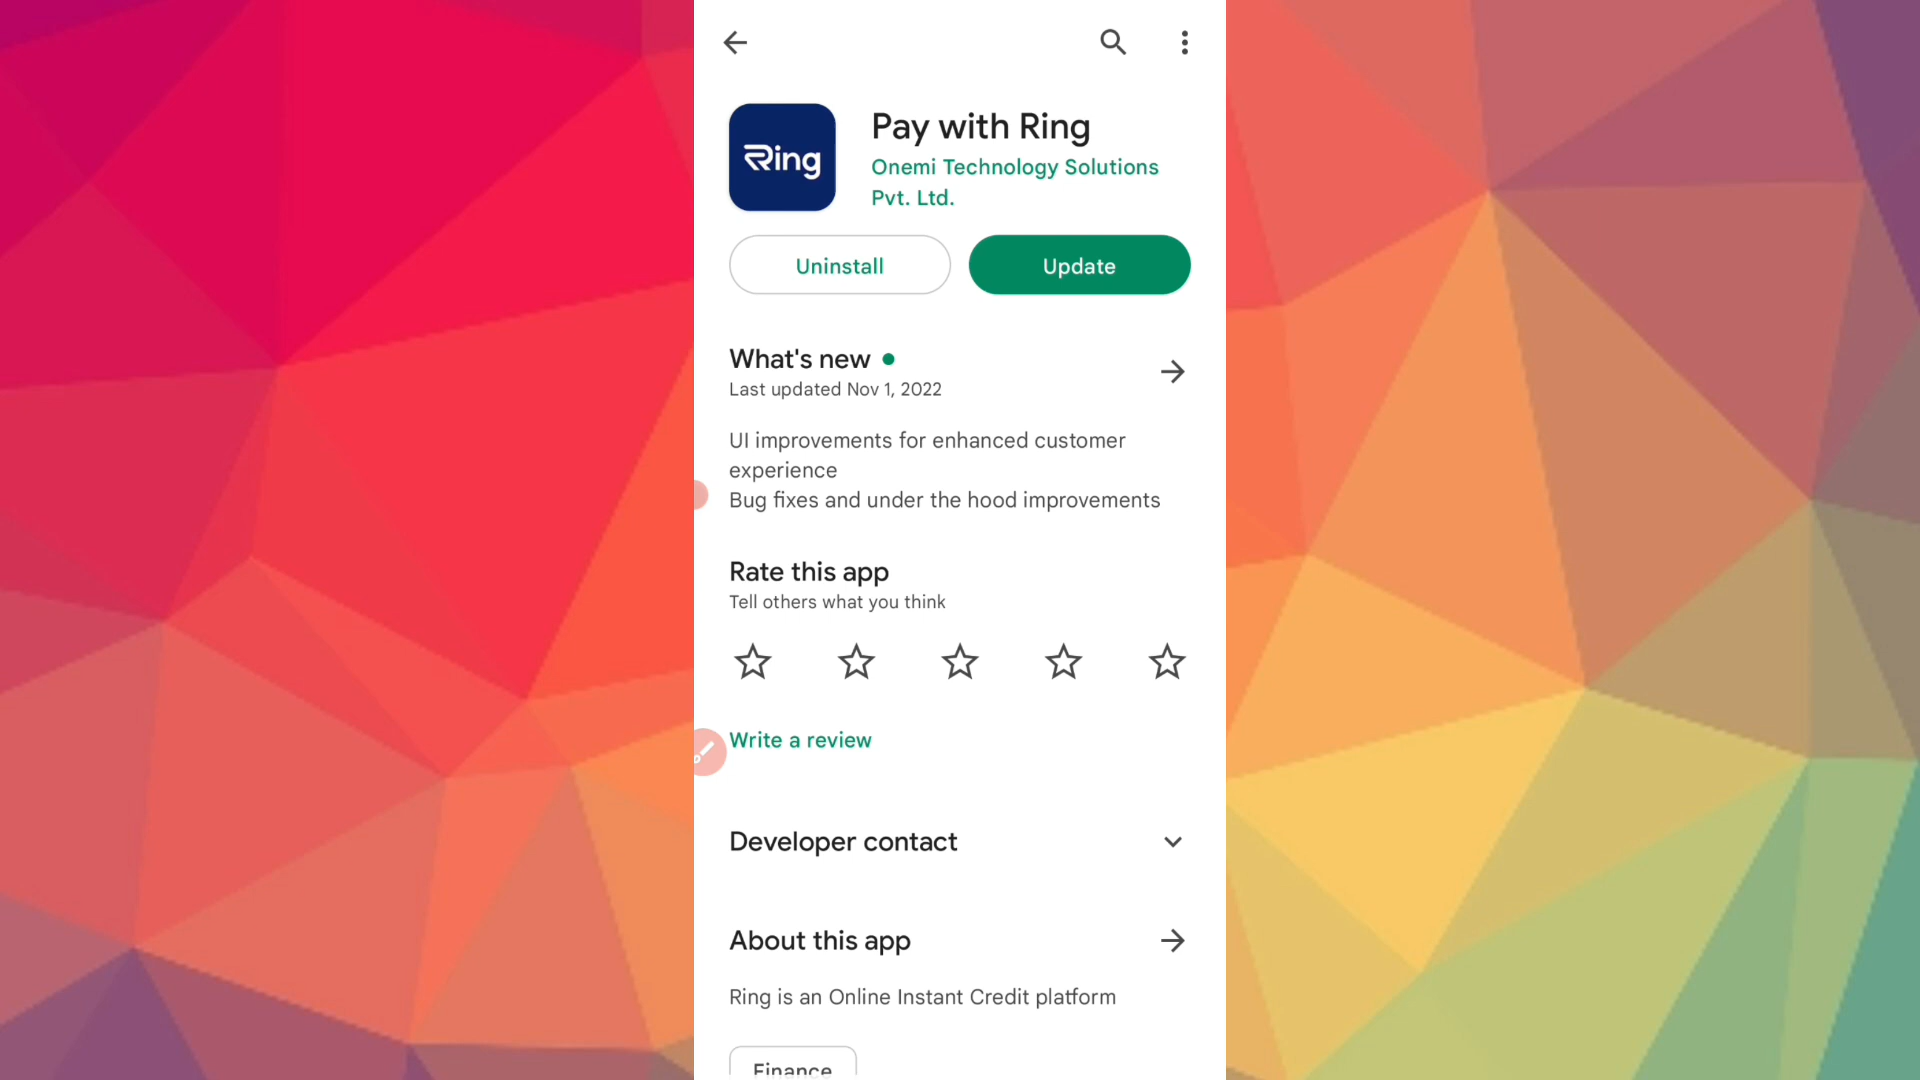 Ring
Pay with Ring
Onemi Technology Solutions
Pvt. Ltd.
Uninstall
Update
What's new
Last updated Nov 1, 2022
UI improvements for enhanced customer
experience
Bug fixes and under the hood improvements
Rate this app
Tell others what you think
Write a review
Developer contact
About this app
Ring is an Online Instant Credit platform
Finance